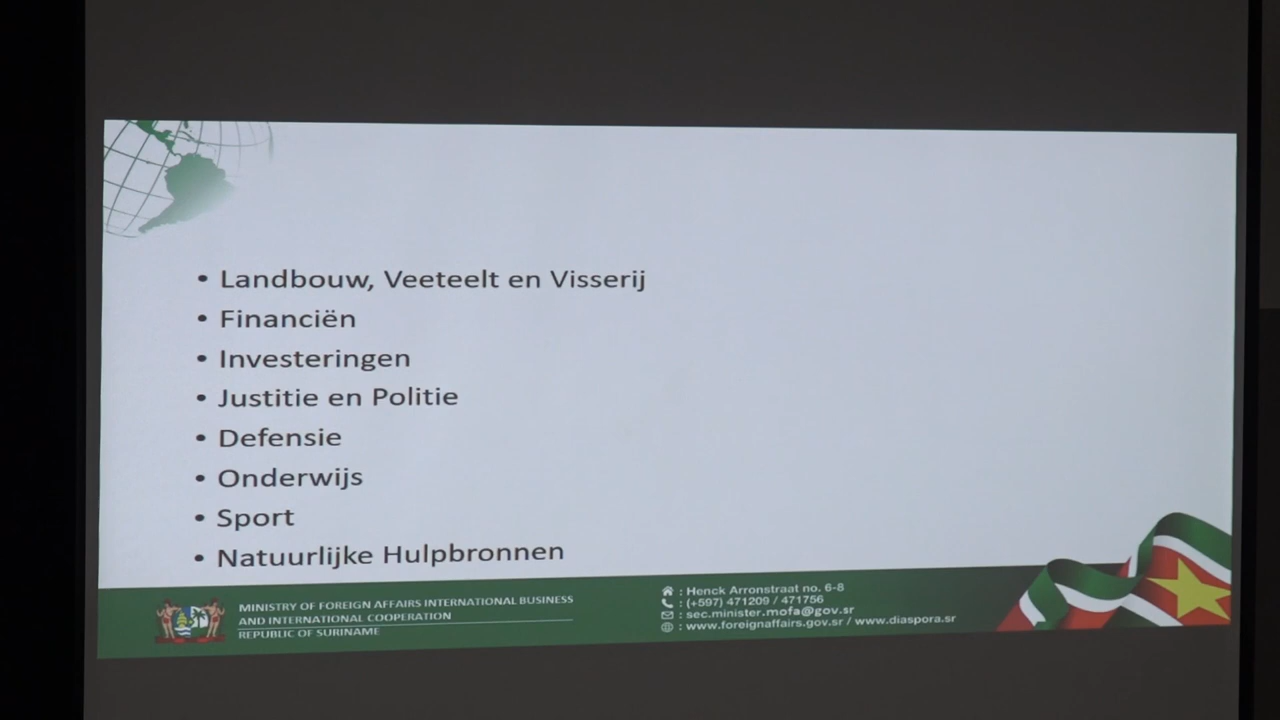 • Landbouw, Veeteelt en Visserij
• Financiën
• Investeringen
• Justitie en Politie
• Defensie
• Onderwijs
• Sport
• Natuurlijke Hulpbronnen
MINISTRY OF FOREIGN AFFAIRS INTERNATIONAL BUSINESS
AND INTERNATIONAL COOPERATION
REPUBLIC OF SURINAME
: Henck Arronstraat no. 6-8
: (+597) 471209 / 471756
: sec.minister.mofa@gov.sr
: www.foreignaffairs.gov.sr / www.diaspora.sr